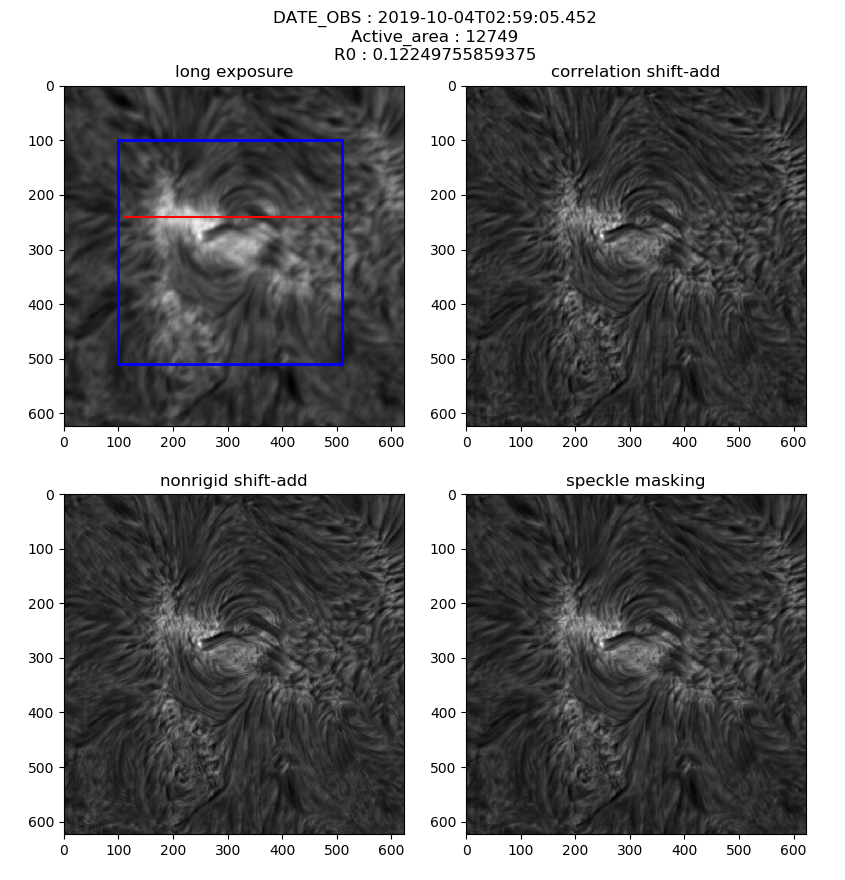 DATE_OBS : 2019-10-04T02:59:05.452
Active_area : 12749
R0 : 0.12249755859375
long exposure
correlation shift-add
0
100
200
300
400
500
600
0 100 200 300 400 500 600
0
100
200
300
400
500
600
0 100 200 300 400 500 600
nonrigid shift-add
speckle masking
0
100
200
300
400
500
600
0 100 200 300 400 500 600
0
100
200
300
400
500
600
0 100 200 300 400 500 600